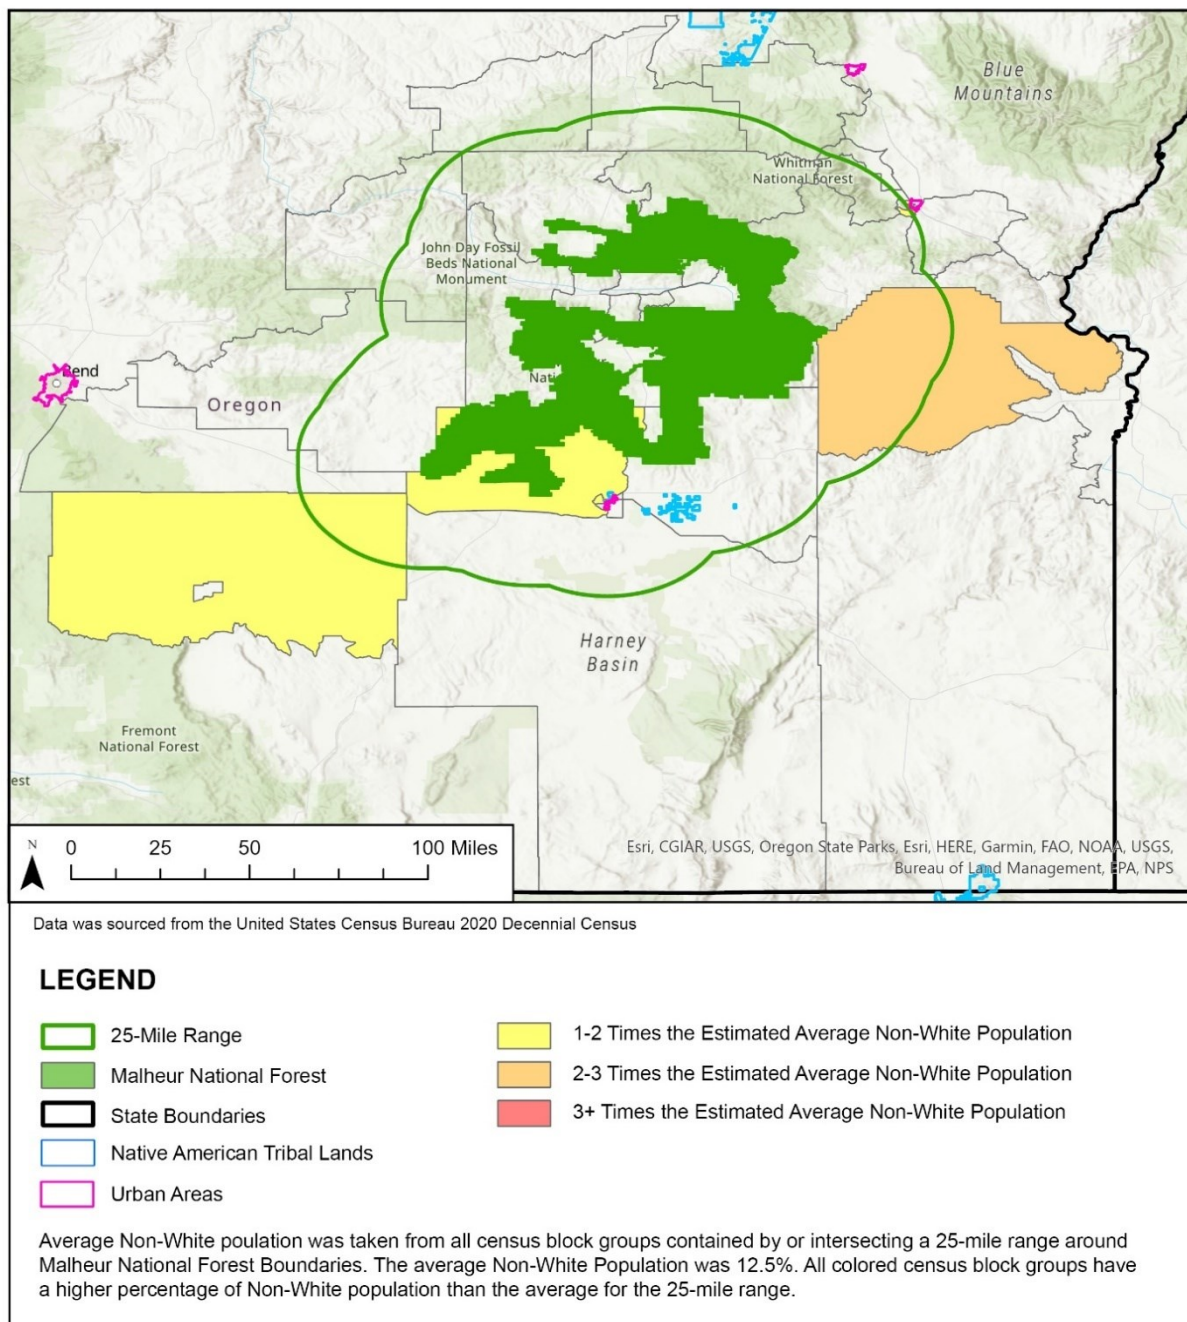 Blue
Mountains
Whitman
National Forest
John Day Fossil
Beds National
Monument
Bend
Oregon
Nati
Harney
Basin
Fremont
National Forest
est
N
0 25 50 100 Miles
Esri, CGIAR, USGS, Oregon State Parks, Esri, HERE, Garmin, FAO, NOAA, USGS,
Bureau of Land Management, EPA, NPS
Data was sourced from the United States Census Bureau 2020 Decennial Census
LEGEND
25-Mile Range
Malheur National Forest
State Boundaries
Native American Tribal Lands
Urban Areas
1-2 Times the Estimated Average Non-White Population
2-3 Times the Estimated Average Non-White Population
3+ Times the Estimated Average Non-White Population
Average Non-White poulation was taken from all census block groups contained by or intersecting a 25-mile range around
Malheur National Forest Boundaries. The average Non-White Population was 12.5%. All colored census block groups have
a higher percentage of Non-White population than the average for the 25-mile range.